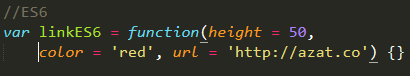 //ES6
var linkES6 = function(height = 50,
color = 'red', url = 'http://azat.co') {}